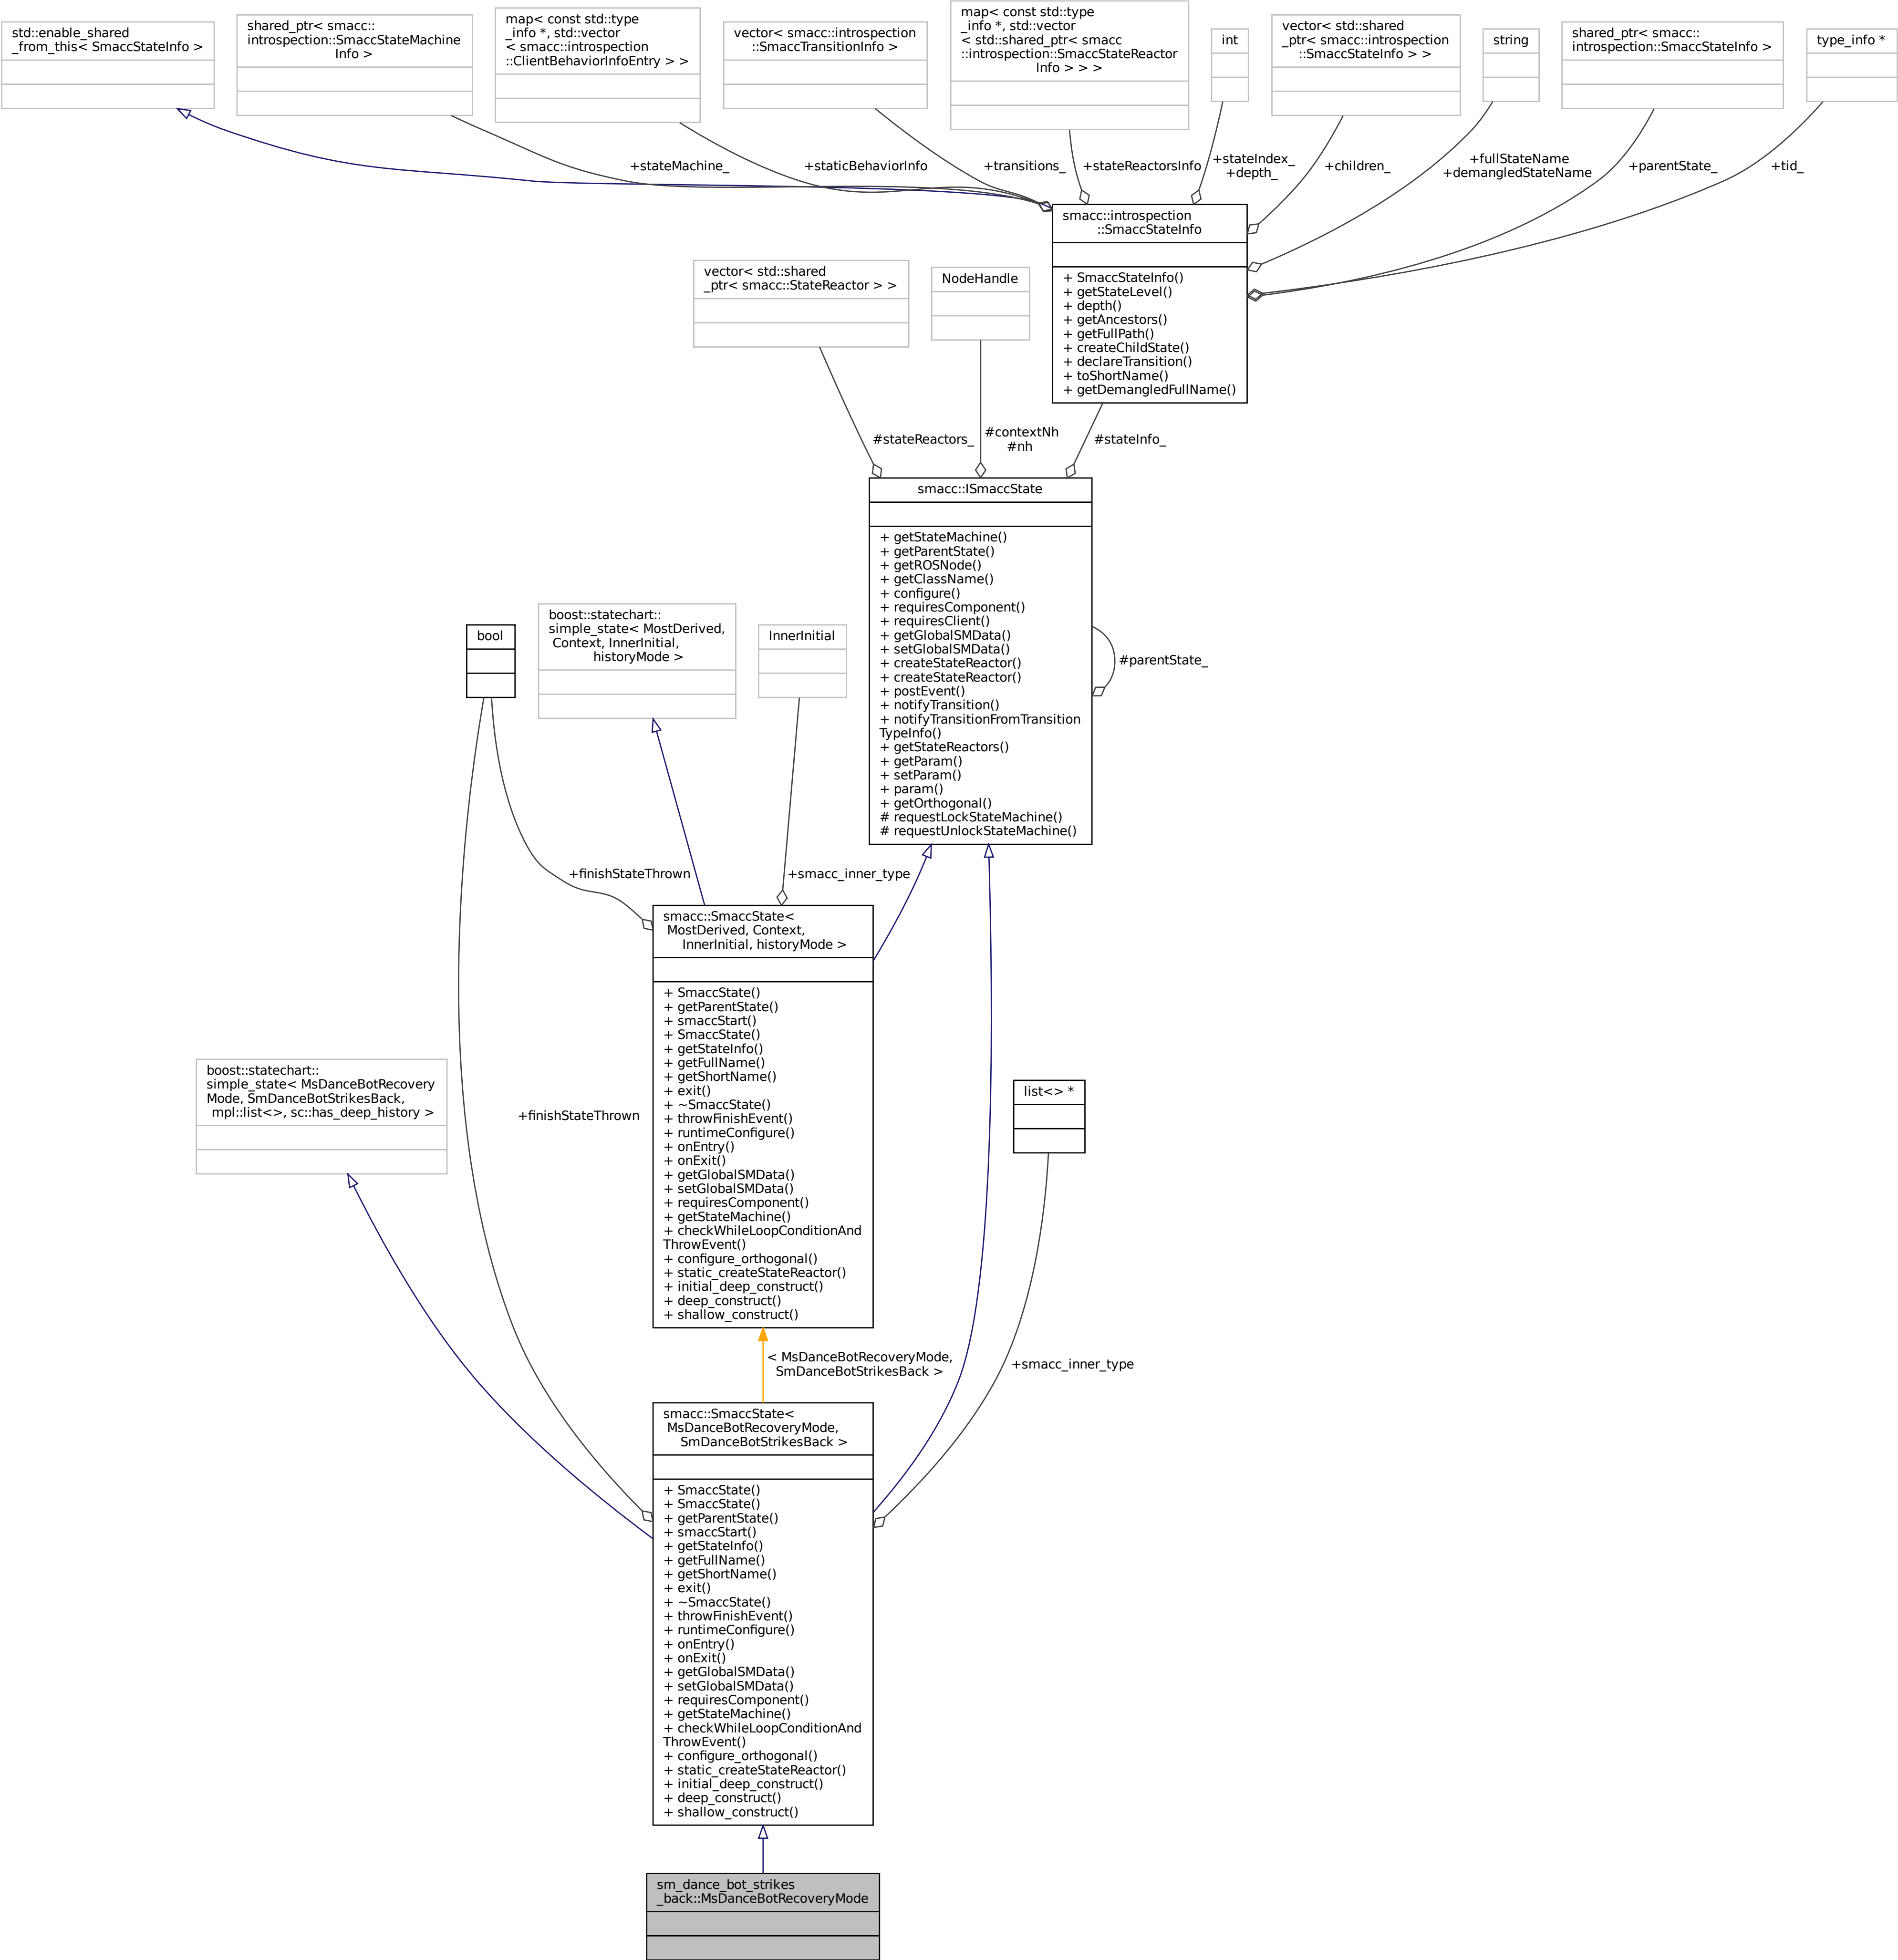 std::enable_shared
_from_this< SmaccStateInfo >
shared_ptr< smacc::
introspection::SmaccStateMachine
Info >
map< const std::type
_info *, std::vector
< smacc::introspection
::ClientBehaviorInfoEntry > >
vector< smacc::introspection
::SmaccTransitionInfo >
map< const std::type
_info *, std::vector
< std::shared_ptr< smacc
::introspection::SmaccStateReactor
Info > > >
int
vector< std::shared
_ptr< smacc::introspection
::SmaccStateInfo > >
string
shared_ptr< smacc::
introspection::SmaccStateInfo >
type_info *
+stateMachine_
+staticBehaviorInfo
+transitions_
+stateReactorsInfo
+stateIndex_
+depth_
+children_
+fullStateName
+demangledStateName
+parentState_
+tid_
smacc::introspection
::SmaccStateInfo
+ SmaccStateInfo()
+ getStateLevel()
+ depth()
+ getAncestors()
+ getFullPath()
+ createChildState()
+ declareTransition()
+ toShortName()
+ getDemangledFullName()
vector< std::shared
_ptr< smacc::StateReactor > >
NodeHandle
#stateReactors_
#contextNh
#nh
#stateInfo_
smacc::ISmaccState
+ getStateMachine()
+ getParentState()
+ getROSNode()
+ getClassName()
+ configure()
+ requiresComponent()
+ requiresClient()
+ getGlobalSMData()
+ setGlobalSMData()
+ createStateReactor()
+ createStateReactor()
+ postEvent()
+ notifyTransition()
+ notifyTransitionFromTransition
TypeInfo()
+ getStateReactors()
+ getParam()
+ setParam()
+ param()
+ getOrthogonal()
# requestLockStateMachine()
# requestUnlockStateMachine()
#parentState_
bool
boost::statechart::
simple_state< MostDerived,
Context, InnerInitial,
historyMode >
InnerInitial
+finishStateThrown
+smacc_inner_type
smacc::SmaccState<
MostDerived, Context,
InnerInitial, historyMode >
+ SmaccState()
+ getParentState()
+ smaccStart()
+ SmaccState()
+ getStateInfo()
+ getFullName()
+ getShortName()
+ exit()
+ ~SmaccState()
+ throwFinishEvent()
+ runtimeConfigure()
+ onEntry()
+ onExit()
+ getGlobalSMData()
+ setGlobalSMData()
+ requiresComponent()
+ getStateMachine()
+ checkWhileLoopConditionAnd
ThrowEvent()
+ configure_orthogonal()
+ static_createStateReactor()
+ initial_deep_construct()
+ deep_construct()
+ shallow_construct()
boost::statechart::
simple_state< MsDanceBotRecovery
Mode, SmDanceBotStrikesBack,
mpl::list<>, sc::has_deep_history >
+finishStateThrown
list<> *
< MsDanceBotRecoveryMode,
SmDanceBotStrikesBack >
+smacc_inner_type
smacc::SmaccState<
MsDanceBotRecoveryMode,
SmDanceBotStrikesBack >
+ SmaccState()
+ SmaccState()
+ getParentState()
+ smaccStart()
+ getStateInfo()
+ getFullName()
+ getShortName()
+ exit()
+ ~SmaccState()
+ throwFinishEvent()
+ runtimeConfigure()
+ onEntry()
+ onExit()
+ getGlobalSMData()
+ setGlobalSMData()
+ requiresComponent()
+ getStateMachine()
+ checkWhileLoopConditionAnd
ThrowEvent()
+ configure_orthogonal()
+ static_createStateReactor()
+ initial_deep_construct()
+ deep_construct()
+ shallow_construct()
sm_dance_bot_strikes
_back::MsDanceBotRecoveryMode